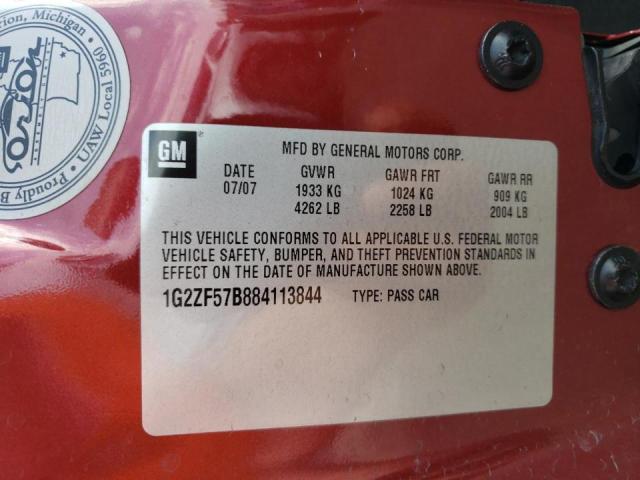 Orion, Michigan
Orion
UAW Local 5960
Proudly B
GM
MFD BY GENERAL MOTORS CORP.
DATE GVWR GAWR FRT GAWR RR
07/07 1933 KG 1024 KG 909 KG
4262 LB 2258 LB 2004 LB
THIS VEHICLE CONFORMS TO ALL APPLICABLE U.S. FEDERAL MOTOR
VEHICLE SAFETY, BUMPER, AND THEFT PREVENTION STANDARDS IN
EFFECT ON THE DATE OF MANUFACTURE SHOWN ABOVE.
1G2ZF57B884113844 TYPE: PASS CAR